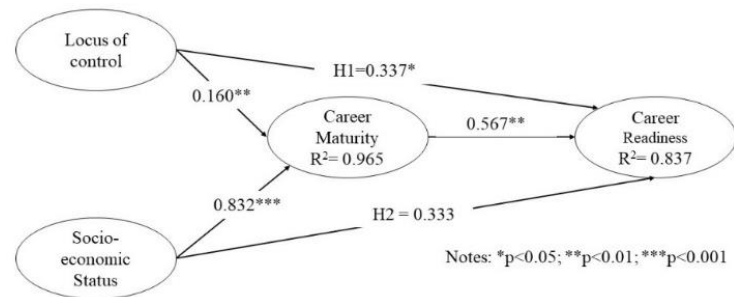 Locus of
control
H1=0.337*
0.160**
Career
Maturity
R²= 0.965
0.567**
Career
Readiness
R²= 0.837
0.832***
H2 = 0.333
Socio-
economic
Status
Notes: *p<0.05; **p<0.01; ***p<0.001